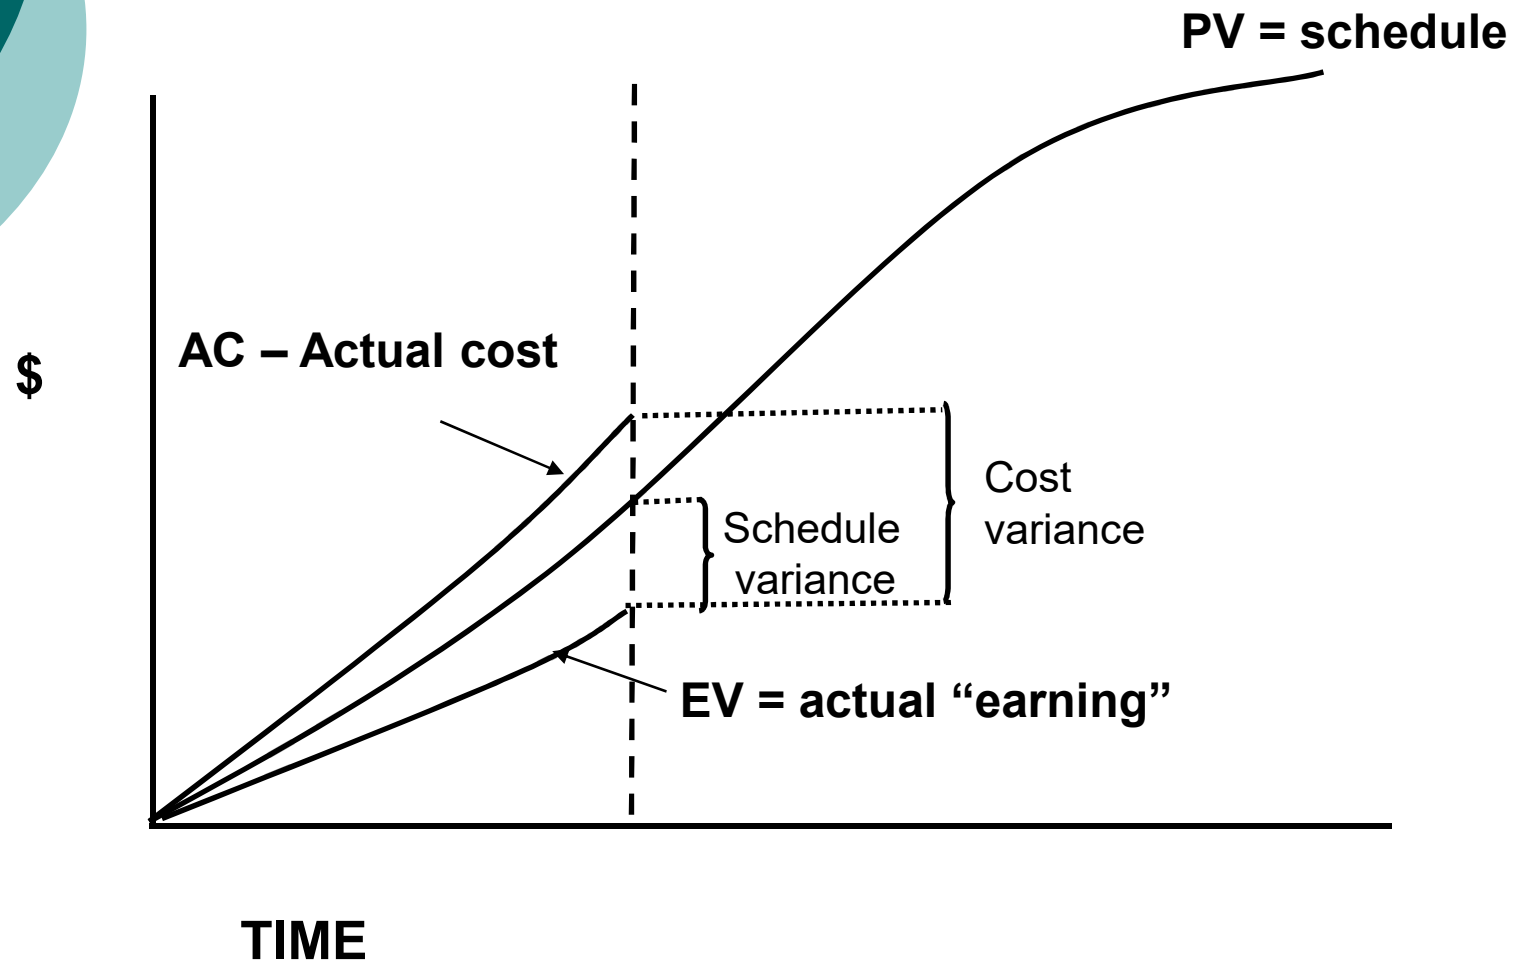 PV = schedule
AC – Actual cost
$
Cost
variance
Schedule
variance
EV = actual “earning”
TIME